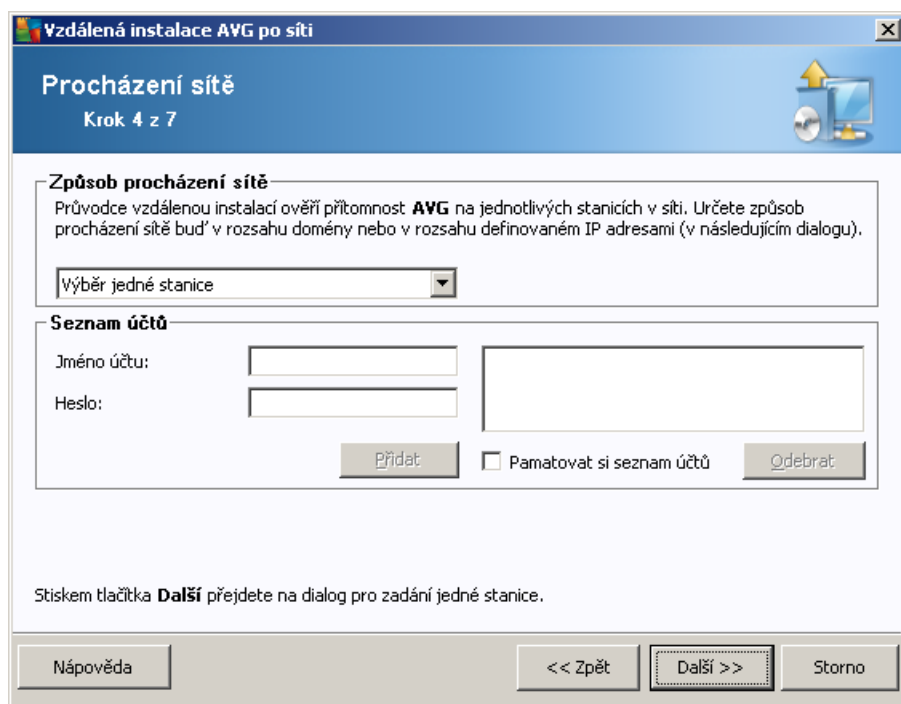 Vzdálená instalace AVG po síti
Procházení sítě
Krok 4 z 7
Způsob procházení sítě
Průvodce vzdálenou instalací ověří přítomnost AVG na jednotlivých stanicích v síti. Určete způsob
procházení sítě buď v rozsahu domény nebo v rozsahu definovaném IP adresami (v následujícím dialogu).
Výběr jedné stanice
Seznam účtů
Jméno účtu:
Heslo:
Přidat
Pamatovat si seznam účtů
Odebrat
Stiskem tlačítka Další přejdete na dialog pro zadání jedné stanice.
Nápověda
<< Zpět
Další >>
Storno